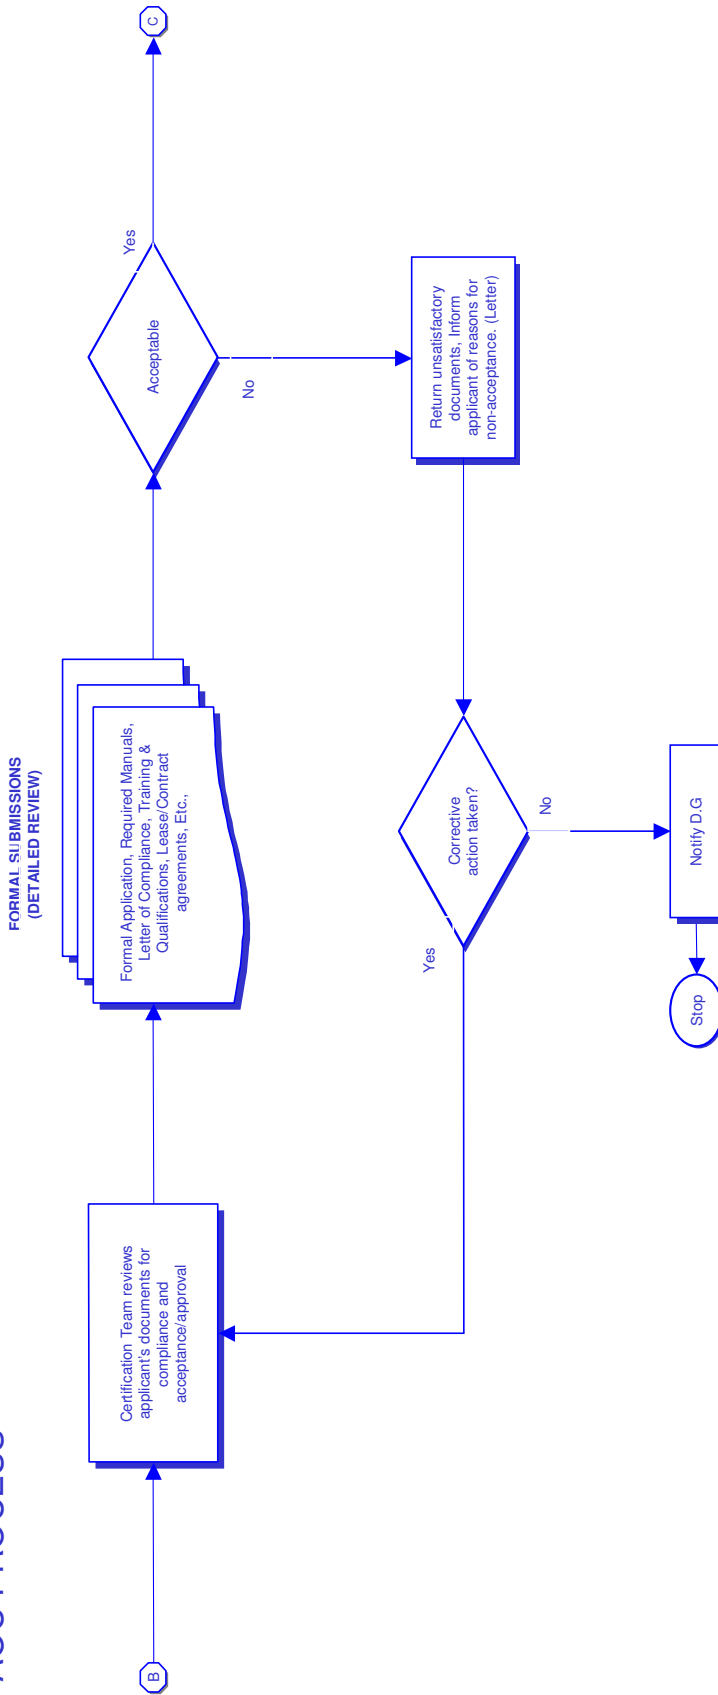 FORMAL SUBMISSIONS
(DETAILED REVIEW)
B
Certification Team reviews
applicant's documents for
compliance and
acceptance/approval
Formal Application, Required Manuals,
Letter of Compliance, Training &
Qualifications, Lease/Contract
agreements, Etc.,
Acceptable
Yes
C
No
Return unsatisfactory
documents, Inform
applicant of reasons for
non-acceptance. (Letter)
Corrective
action taken?
Yes
No
Notify D.G
Stop